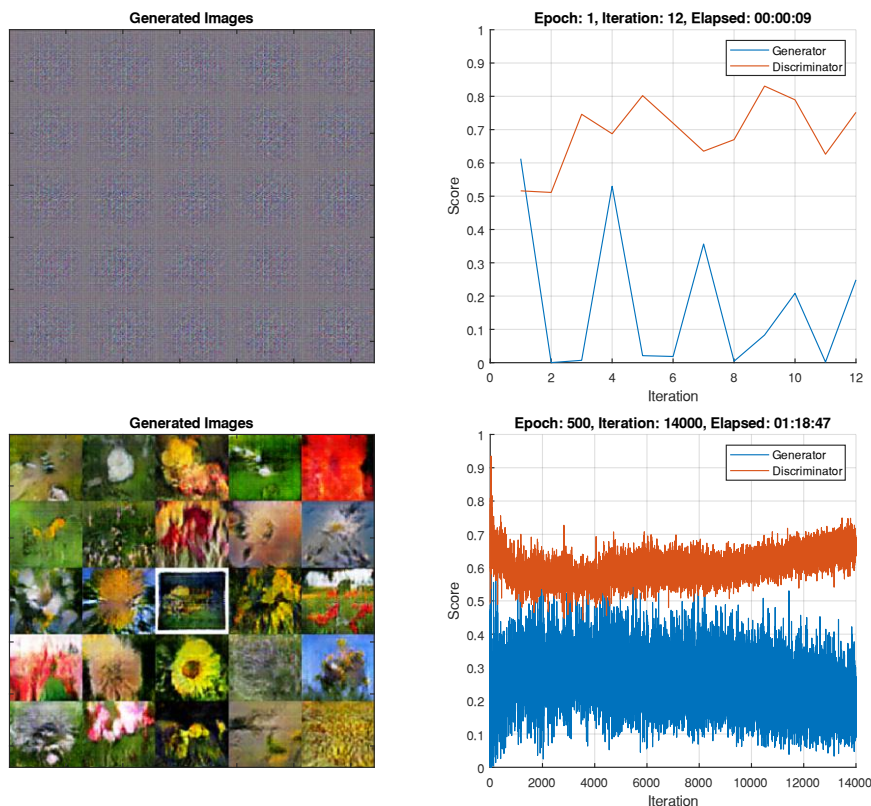 Generated Images
Epoch: 1, Iteration: 12, Elapsed: 00:00:09
1
0.9
0.8
0.7
0.6
0.5
0.4
0.3
0.2
0.1
0
Score
Generator
Discriminator
0 2 4 6 8 10 12
Iteration
Generated Images
Epoch: 500, Iteration: 14000, Elapsed: 01:18:47
1
0.9
0.8
0.7
0.6
0.5
0.4
0.3
0.2
0.1
0
Score
Generator
Discriminator
0 2000 4000 6000 8000 10000 12000 14000
Iteration